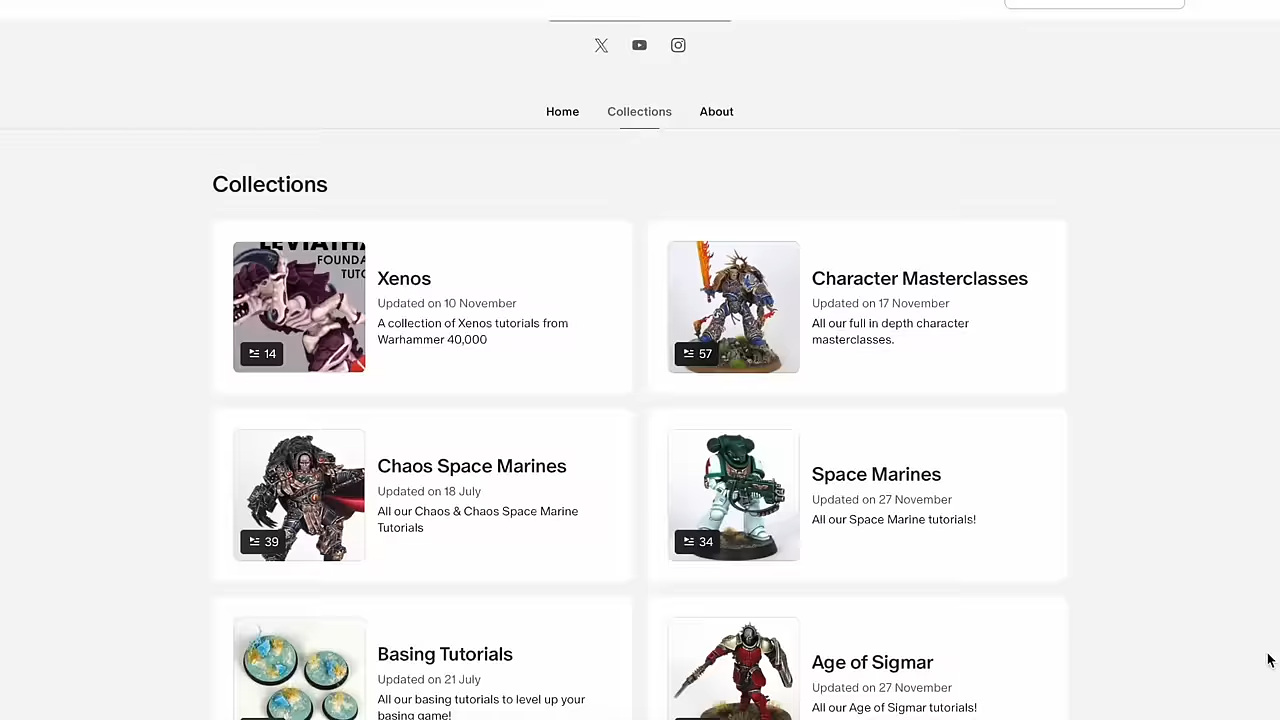 Home
Collections
About
Collections
LEVIATHA
FOUNDA
TUTO
14
Xenos
Updated on 10 November
A collection of Xenos tutorials from
Warhammer 40,000
57
Character Masterclasses
Updated on 17 November
All our full in depth character
masterclasses.
39
Chaos Space Marines
Updated on 18 July
All our Chaos & Chaos Space Marine
Tutorials
34
Space Marines
Updated on 27 November
All our Space Marine tutorials!
Basing Tutorials
Updated on 21 July
All our basing tutorials to level up your
basing game!
Age of Sigmar
Updated on 27 November
All our Age of Sigmar tutorials!